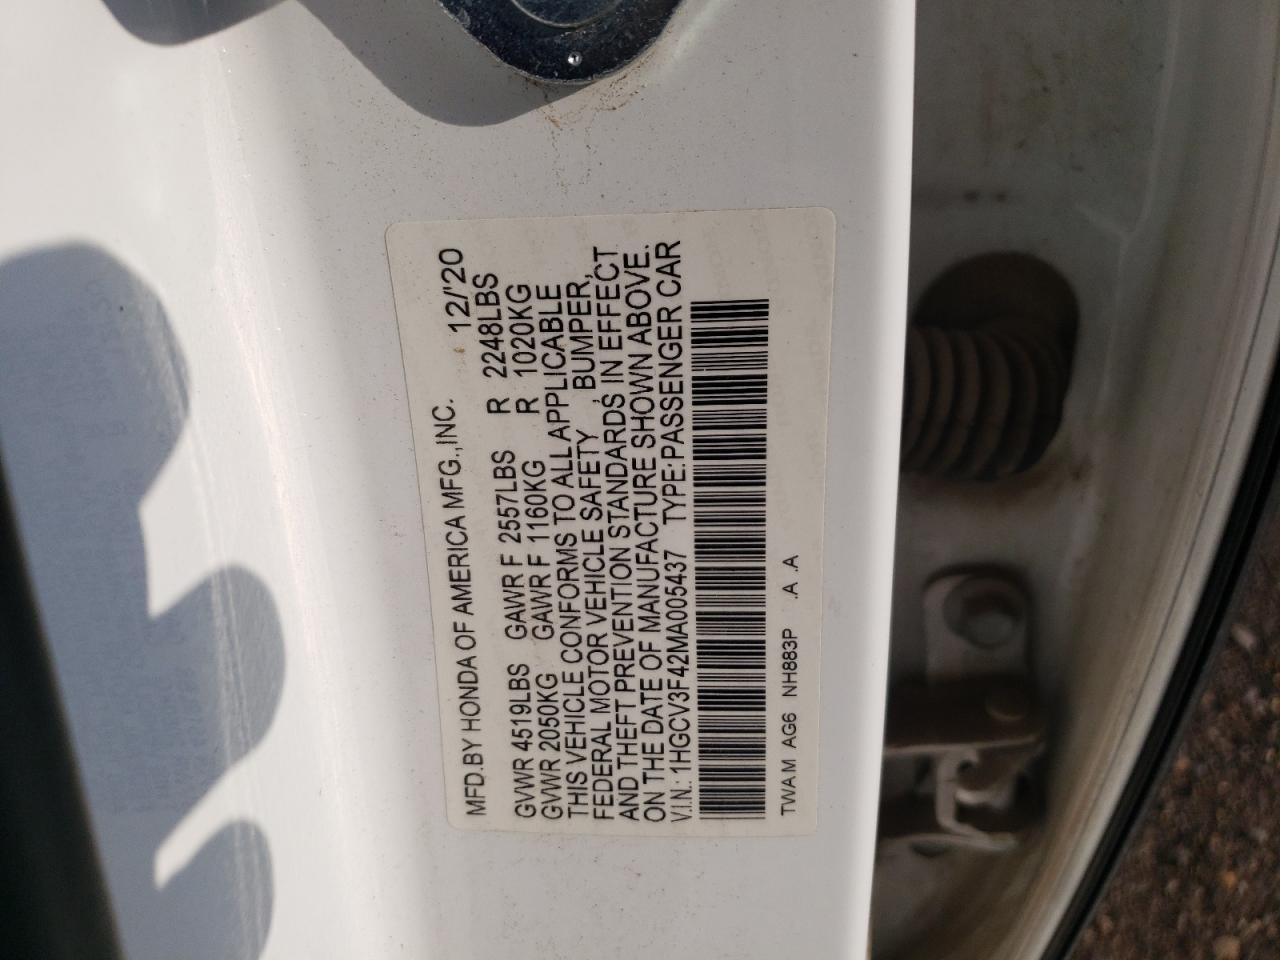 MFD.BY HONDA OF AMERICA MFG.,INC. 12/'20
GVWR 4519LBS GAWR F 2557LBS R 2248LBS
GVWR 2050KG GAWR F 1160KG R 1020KG
THIS VEHICLE CONFORMS TO ALL APPLICABLE
FEDERAL MOTOR VEHICLE SAFETY , BUMPER,
AND THEFT PREVENTION STANDARDS IN EFFECT
ON THE DATE OF MANUFACTURE SHOWN ABOVE.
V.I.N.: 1HGCV3F42MA005437 TYPE:PASSENGER CAR
TWAM AG6 NH883P .A .A